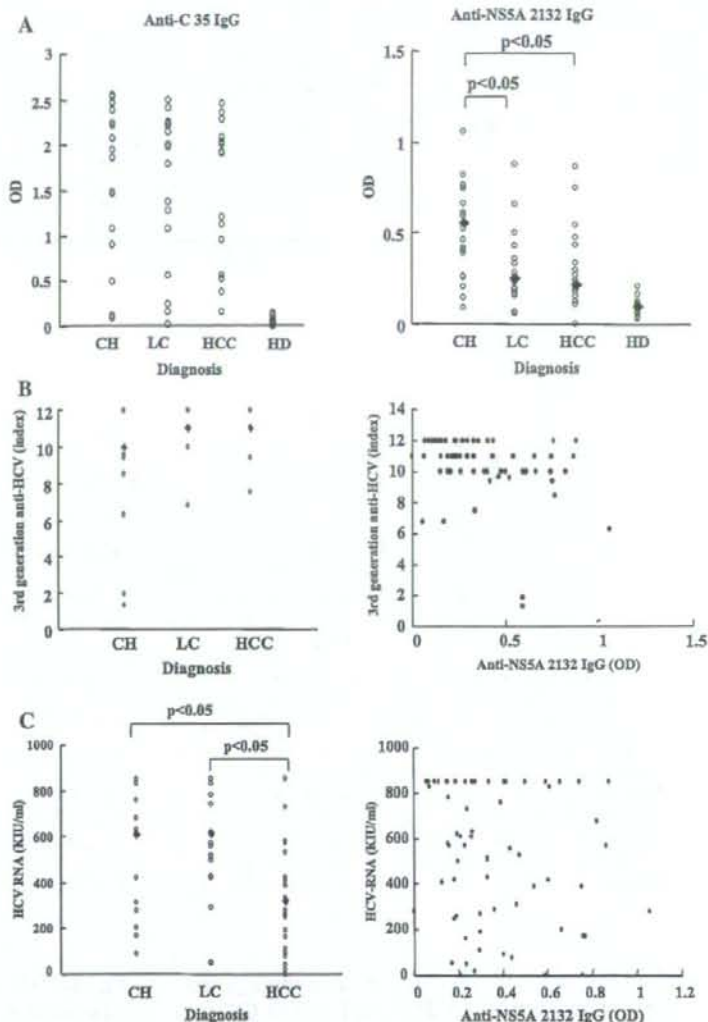 A
Anti-C 35 IgG
3
2.5
2
1.5
1
0.5
0
OD
CH LC HCC HD
Diagnosis
Anti-NS5A 2132 IgG
p<0.05
p<0.05
1.5
1
0.5
0
OD
CH LC HCC HD
Diagnosis
B
12
10
8
6
4
2
0
3rd generation anti-HCV (index)
CH LC HCC
Diagnosis
14
12
10
8
6
4
2
0
3rd generation anti-HCV (index)
0 0.5 1 1.5
Anti-NS5A 2132 IgG (OD)
C
p<0.05
p<0.05
1000
800
600
400
200
0
HCV RNA (KIU/ml)
CH LC HCC
Diagnosis
1000
800
600
400
200
0
HCV-RNA (KIU/ml)
0 0.2 0.4 0.6 0.8 1 1.2
Anti-NS5A 2132 IgG (OD)